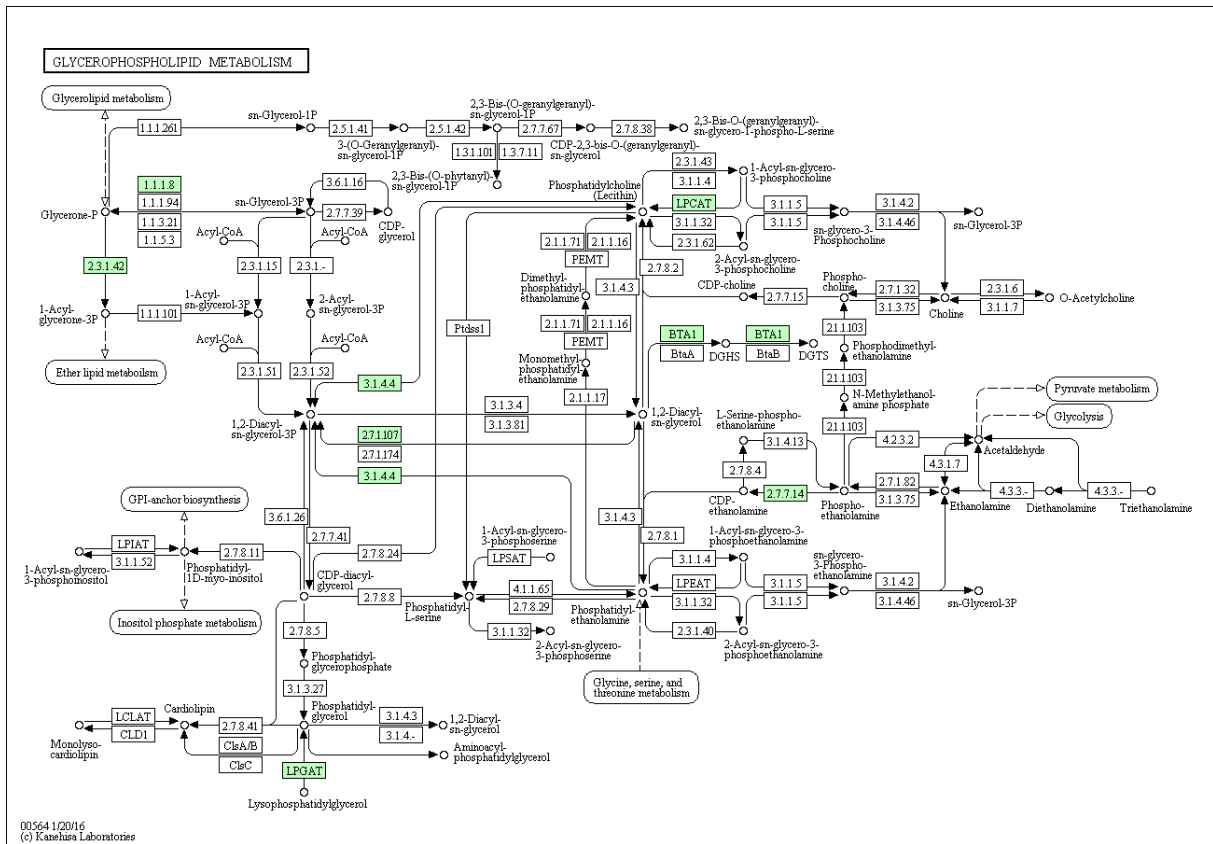 GLYCEROPHOSPHOLIPID METABOLISM
Glycerolipid metabolism
1.1.1.261
sn-Glycerol-1P
2.5.1.41
3-(O-Geranylgeranyl)-
sn-glycerol-1P
2.5.1.42
2,3-Bis-(O-geranylgeranyl)-
sn-glycerol-1P
2.7.7.67
CDP-2,3-bis-O-(geranylgeranyl)-
sn-glycerol
2.7.8.38
2,3-Bis-O-(geranylgeranyl)-
sn-glycero-1-phospho-L-serine
1.3.1.101
1.3.7.11
2,3-Bis-(O-phytanyl)-
sn-glycerol-1P
1.1.1.8
1.1.1.94
1.1.3.21
1.1.5.3
Glycerone-P
sn-Glycerol-3P
3.6.1.16
2.7.7.39
CDP-
glycerol
Acyl-CoA
Acyl-CoA
2.3.1.42
2.3.1.15
2.3.1.-
1-Acyl-
glycerone-3P
1.1.1.101
1-Acyl-
sn-glycerol-3P
2-Acyl-
sn-glycerol-3P
Acyl-CoA
Acyl-CoA
2.3.1.51
2.3.1.52
Ether lipid metaboilsm
1,2-Diacyl-
sn-glycerol-3P
3.1.4.4
3.1.3.4
3.1.3.81
2.7.1.107
2.7.1.174
3.1.4.4
1,2-Diacyl-
sn-glycerol
Phosphatidylcholine
(Lecithin)
2.3.1.43
3.1.1.4
1-Acyl-sn-glycero-
3-phosphocholine
LPCAT
3.1.1.32
2.3.1.62
2-Acyl-sn-glycero-
3-phosphocholine
3.1.1.5
3.1.1.5
sn-glycero-3-
Phosphocholine
3.1.4.2
3.1.4.46
sn-Glycerol-3P
2.1.1.71
2.1.1.16
PEMT
Dimethyl-
phosphatidyl-
ethanolamine
3.1.4.3
2.7.8.2
CDP-choline
2.7.7.15
Phospho-
choline
2.7.1.32
3.1.3.75
Choline
2.3.1.6
3.1.1.7
O-Acetylcholine
Ptdss1
2.1.1.71
2.1.1.16
PEMT
Monomethyl-
phosphatidyl-
ethanolamine
2.1.1.17
BTA1
BtaA
DGHS
BTA1
BtaB
DGTS
2.1.1.103
Phosphodimethyl-
ethanolamine
2.1.1.103
N-Methylethanol-
amine phosphate
2.1.1.103
Pyruvate metabolism
Glycolysis
L-Serine-phospho-
ethanolamine
3.1.4.13
4.2.3.2
Acetaldehyde
4.3.1.7
2.7.8.4
CDP-
ethanolamine
2.7.7.14
Phospho-
ethanolamine
2.7.1.82
3.1.3.75
Ethanolamine
4.3.3.-
Diethanolamine
4.3.3.-
Triethanolamine
GPI-anchor biosynthesis
3.6.1.26
2.7.7.41
LPIAT
3.1.1.52
1-Acyl-sn-glycero-
3-phosphoinositol
Phosphatidyl-
1D-myo-inositol
2.7.8.11
Inositol phosphate metabolism
CDP-diacyl-
glycerol
2.7.8.24
2.7.8.8
Phosphatidyl-
L-serine
1-Acyl-sn-glycero-
3-phosphoserine
LPSAT
4.1.1.65
2.7.8.29
3.1.1.32
2-Acyl-sn-glycero-
3-phosphoserine
3.1.4.3
2.7.8.1
Phosphatidyl-
ethanolamine
1-Acyl-sn-glycero-3-
phosphoethanolamine
3.1.1.4
LPEAT
3.1.1.32
2.3.1.40
2-Acyl-sn-glycero-3-
phosphoethanolamine
3.1.1.5
3.1.1.5
sn-glycero-
3-Phospho-
ethanolamine
3.1.4.2
3.1.4.46
sn-Glycerol-3P
Glycine, serine, and
threonine metabolism
2.7.8.5
Phosphatidyl-
glycerophosphate
3.1.3.27
Phosphatidyl-
glycerol
LCLAT
CLD1
Monolyso-
cardiolipin
Cardiolipin
2.7.8.41
ClsA/B
ClsC
3.1.4.3
3.1.4.-
1,2-Diacyl-
sn-glycerol
Aminoacyl-
phosphatidylglycerol
LPGAT
Lysophosphatidylglycerol
00564 1/20/16
(c) Kanehisa Laboratories